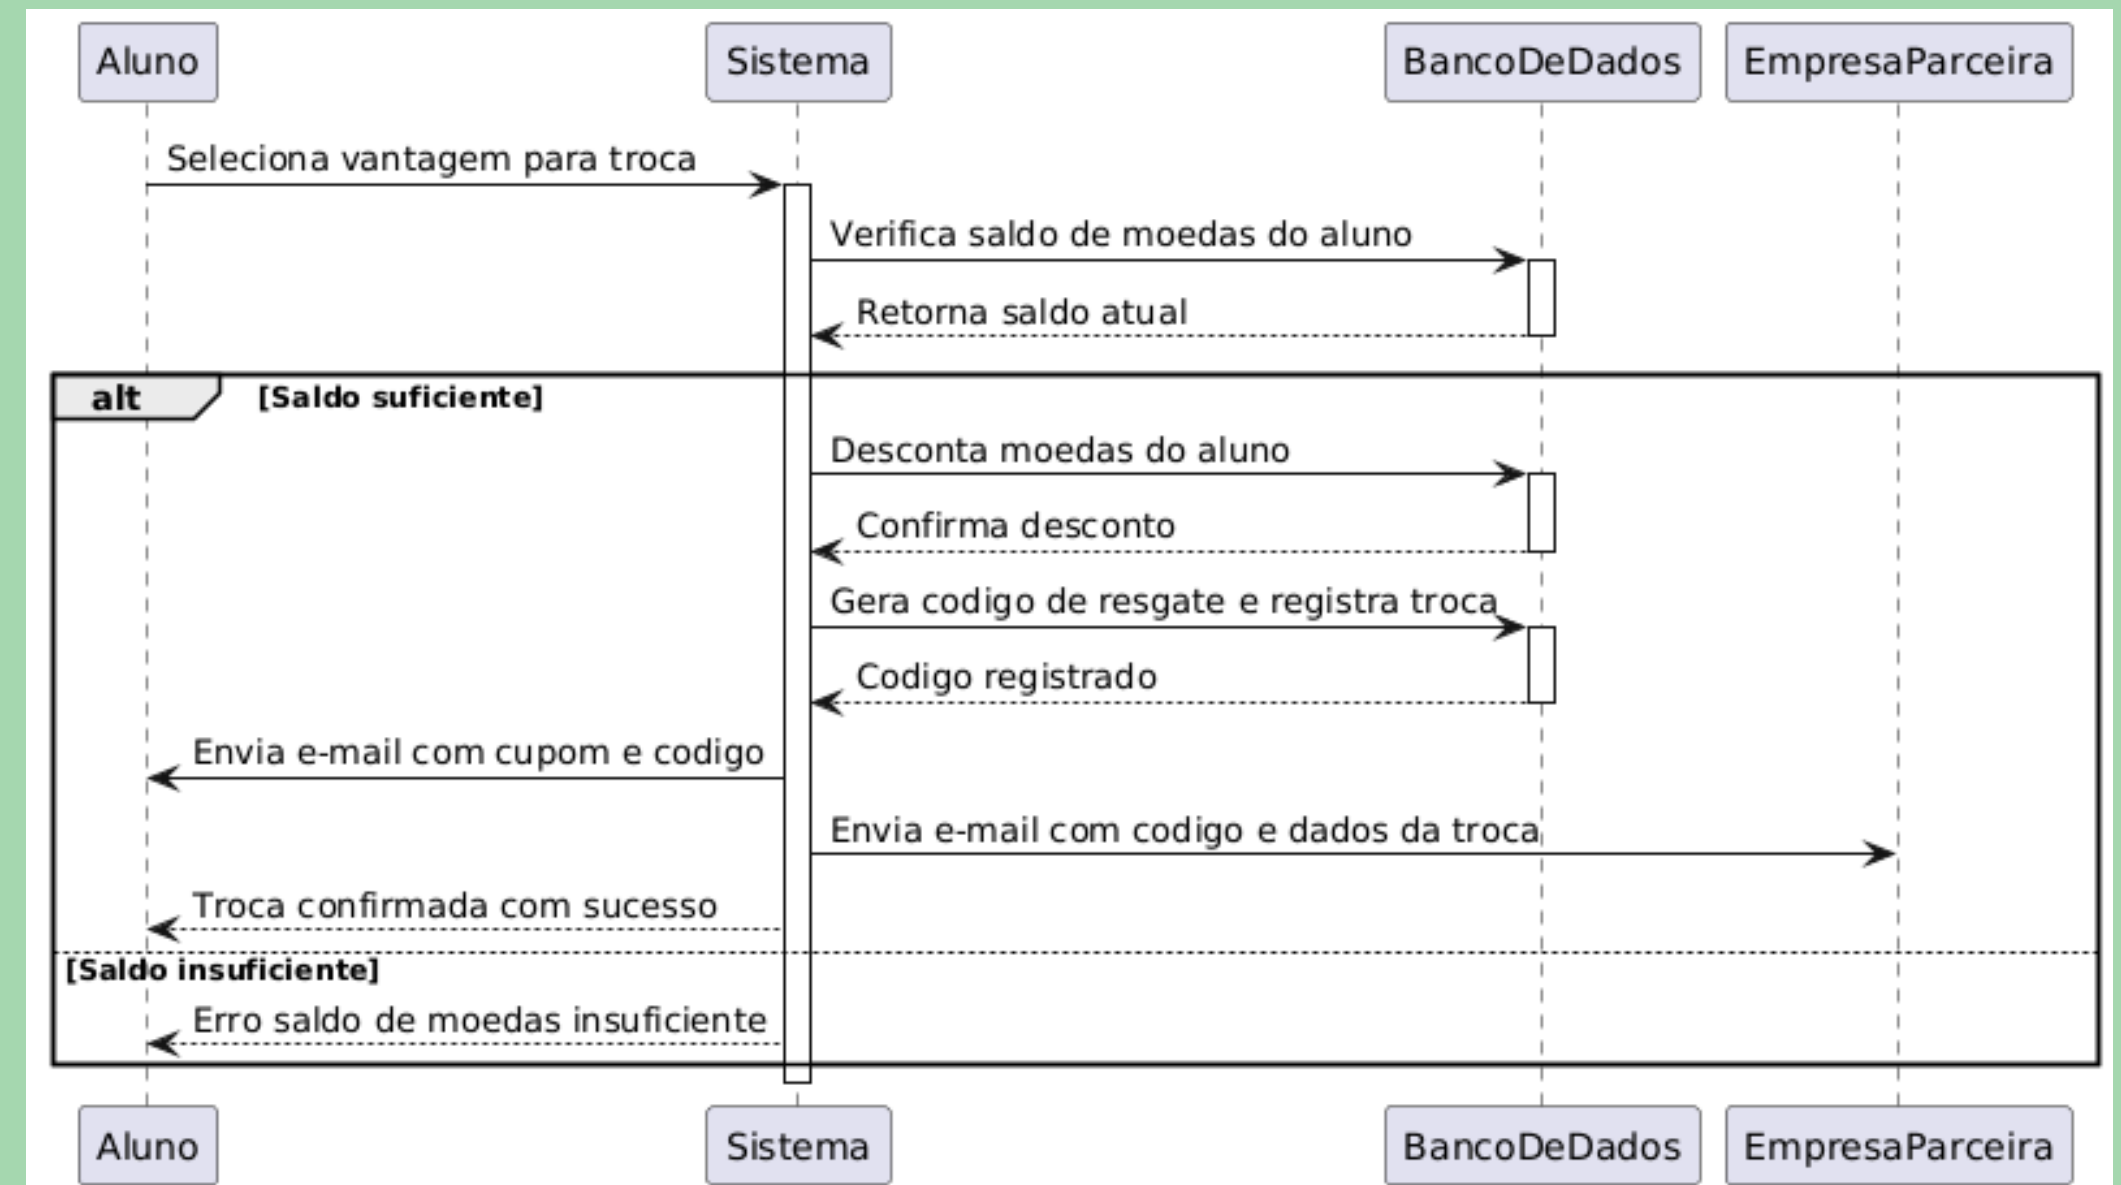 Aluno
Sistema
BancoDeDados
EmpresaParceira
Seleciona vantagem para troca
Verifica saldo de moedas do aluno
Retorna saldo atual
alt
[Saldo suficiente]
Desconta moedas do aluno
Confirma desconto
Gera codigo de resgate e registra troca
Codigo registrado
Envia e-mail com cupom e codigo
Envia e-mail com codigo e dados da troca
Troca confirmada com sucesso
[Saldo insuficiente]
Erro saldo de moedas insuficiente
Aluno
Sistema
BancoDeDados
EmpresaParceira